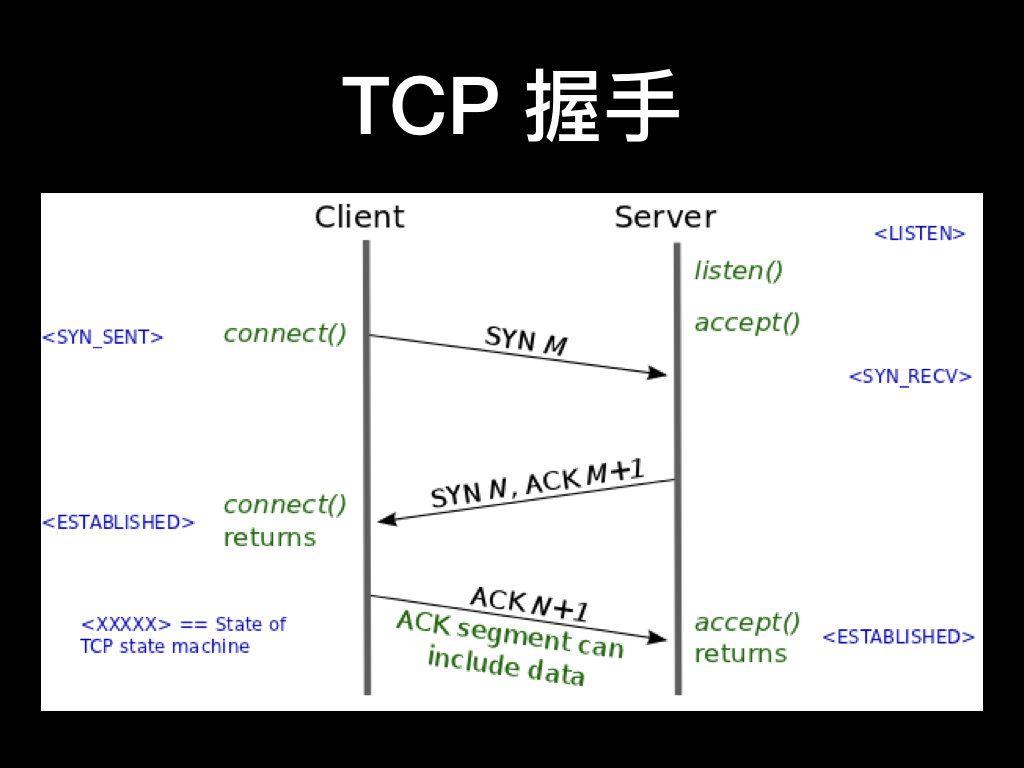 TCP 握手
Client
Server
<LISTEN>
listen()
accept()
<SYN_SENT>
connect()
SYN M
<SYN_RECV>
SYN N, ACK M+1
connect()
returns
<ESTABLISHED>
ACK N+1
ACK segment can
include data
accept()
returns
<ESTABLISHED>
<XXXXX> == State of
TCP state machine